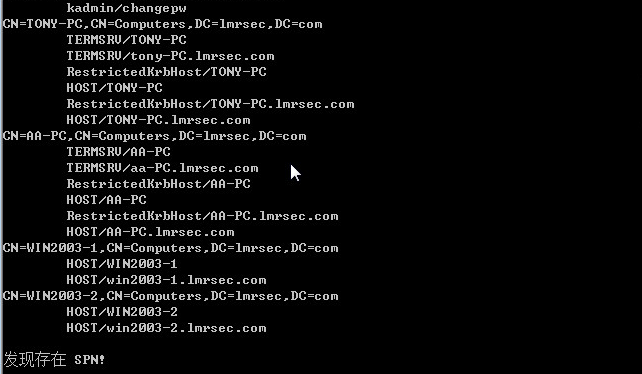 kadmin/changepw
CN=TONY-PC,CN=Computers,DC=lmrsec,DC=com
TERMSRV/TONY-PC
TERMSRV/tony-PC.lmrsec.com
RestrictedKrbHost/TONY-PC
HOST/TONY-PC
RestrictedKrbHost/TONY-PC.lmrsec.com
HOST/TONY-PC.lmrsec.com
CN=AA-PC,CN=Computers,DC=lmrsec,DC=com
TERMSRV/AA-PC
TERMSRV/aa-PC.lmrsec.com
RestrictedKrbHost/AA-PC
HOST/AA-PC
RestrictedKrbHost/AA-PC.lmrsec.com
HOST/AA-PC.lmrsec.com
CN=WIN2003-1,CN=Computers,DC=lmrsec,DC=com
HOST/WIN2003-1
HOST/win2003-1.lmrsec.com
CN=WIN2003-2,CN=Computers,DC=lmrsec,DC=com
HOST/WIN2003-2
HOST/win2003-2.lmrsec.com
发现存在 SPN!